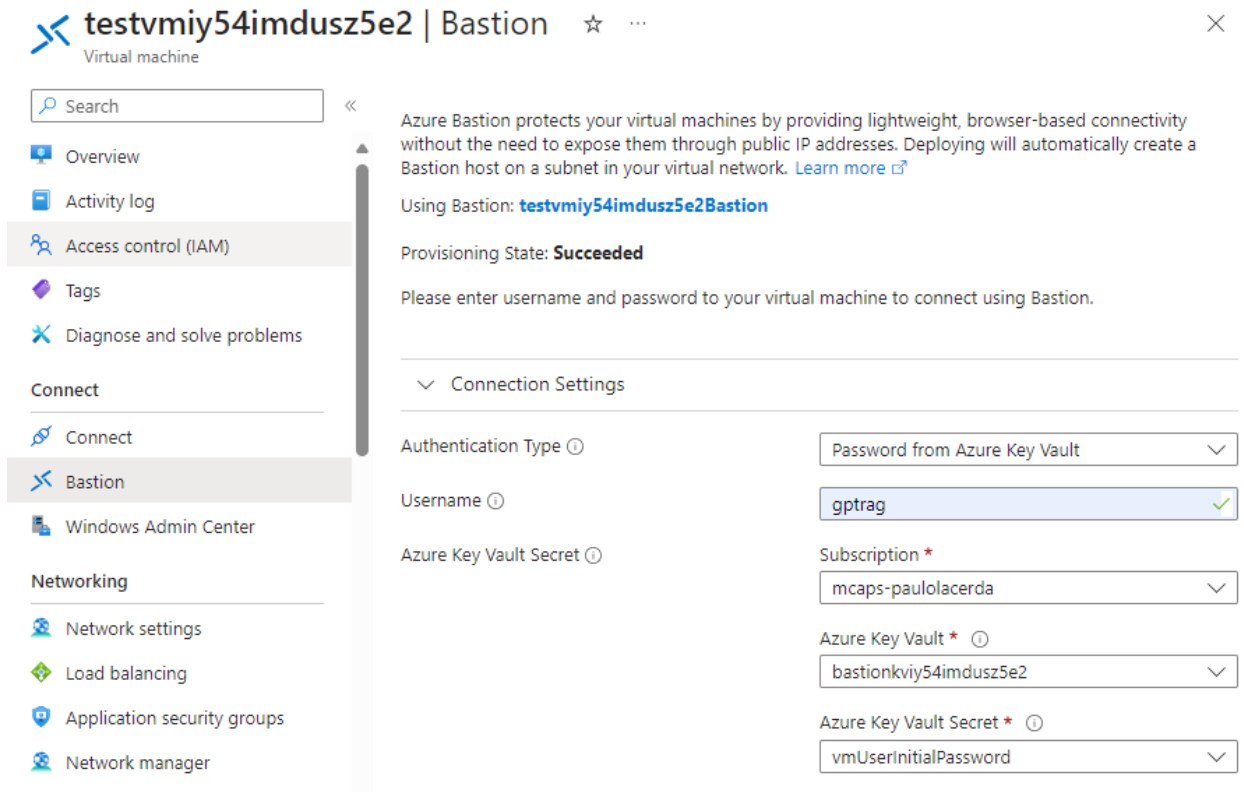 testvmiy54imdusz5e2 | Bastion
Virtual machine
Search
Overview
Activity log
Access control (IAM)
Tags
Diagnose and solve problems
Connect
Connect
Bastion
Windows Admin Center
Networking
Network settings
Load balancing
Application security groups
Network manager
Azure Bastion protects your virtual machines by providing lightweight, browser-based connectivity
without the need to expose them through public IP addresses. Deploying will automatically create a
Bastion host on a subnet in your virtual network. Learn more
Using Bastion: testvmiy54imdusz5e2Bastion
Provisioning State: Succeeded
Please enter username and password to your virtual machine to connect using Bastion.
Connection Settings
Authentication Type
Password from Azure Key Vault
Username
gptrag
Azure Key Vault Secret
Subscription *
mcaps-paulolacerda
Azure Key Vault *
bastionkviy54imdusz5e2
Azure Key Vault Secret *
vmUserInitialPassword